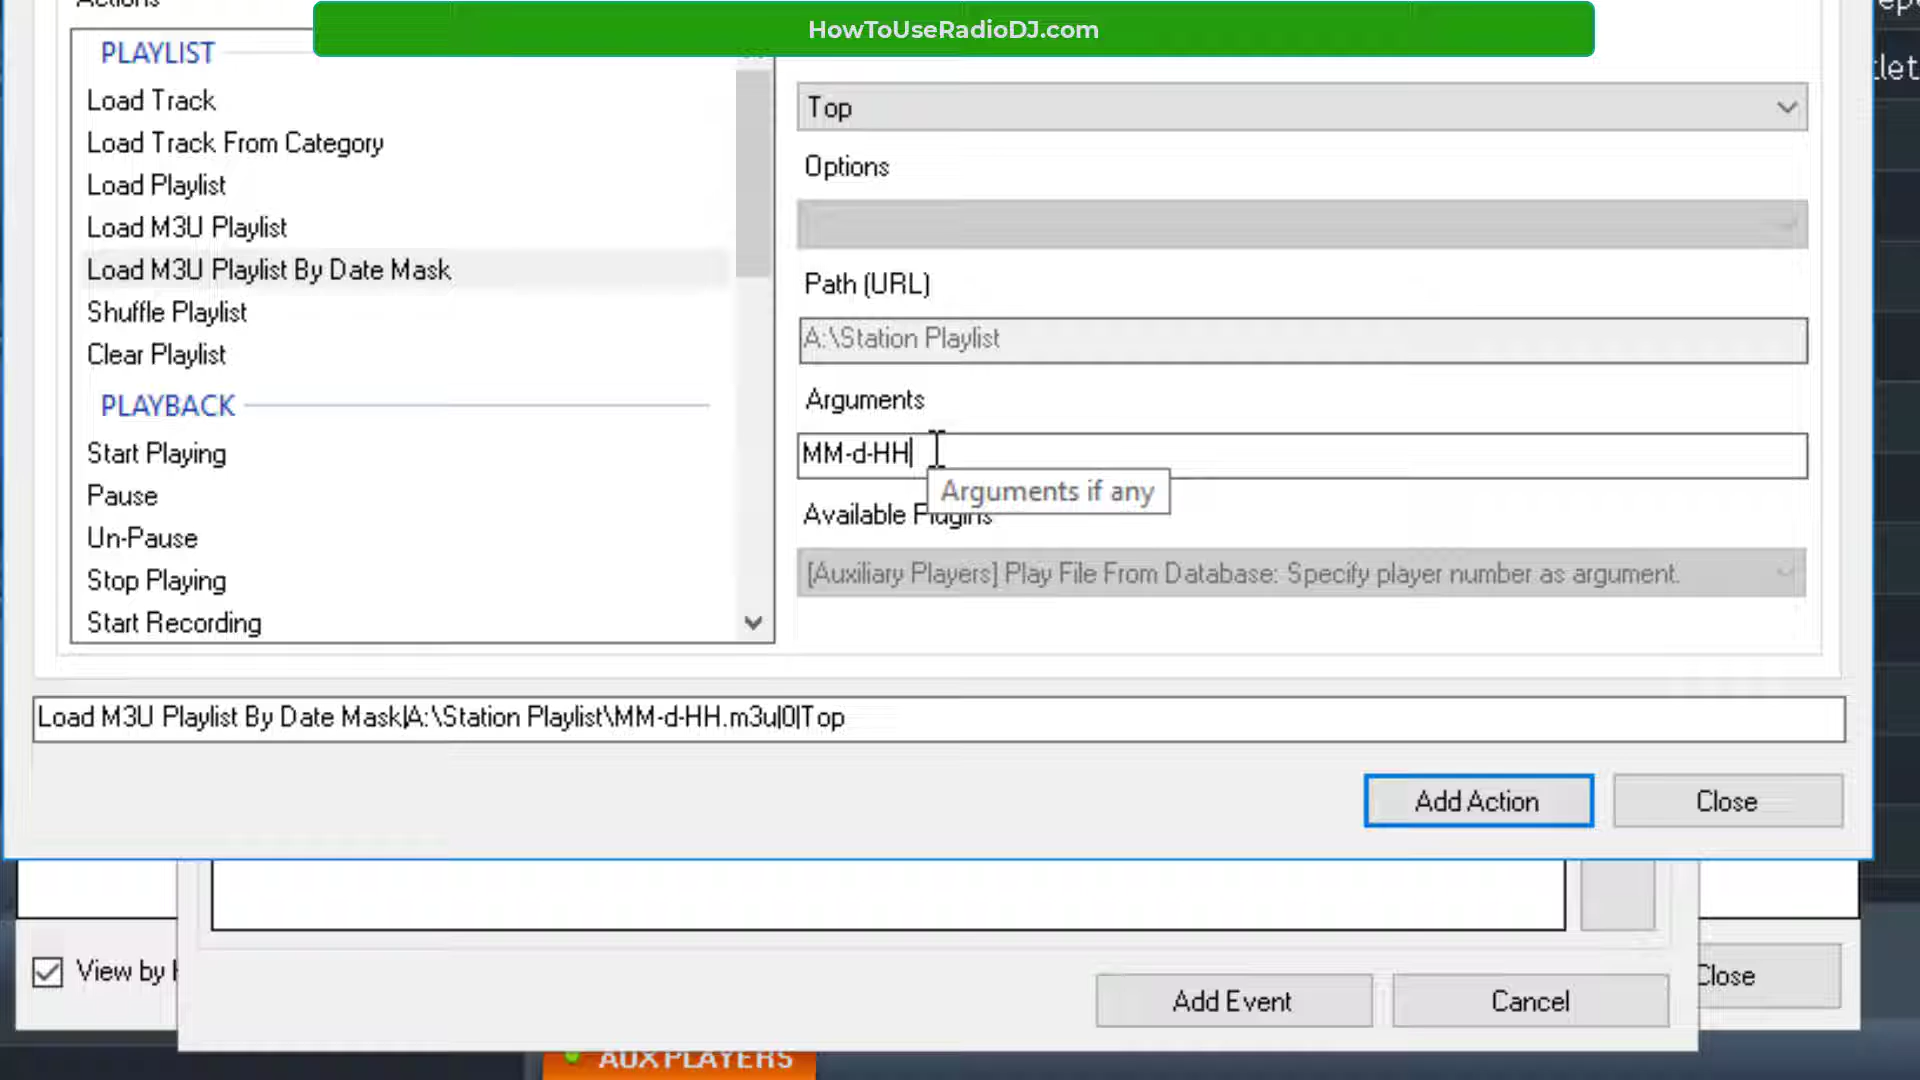 HowToUseRadioDJ.com
PLAYLIST
Load Track
Load Track From Category
Load Playlist
Load M3U Playlist
Load M3U Playlist By Date Mask
Shuffle Playlist
Clear Playlist
PLAYBACK
Start Playing
Pause
Un-Pause
Stop Playing
Start Recording
Top
Options
Path (URL)
A:\Station Playlist
Arguments
MM-d-HH
Arguments if any
Available Plugins
[Auxiliary Players] Play File From Database: Specify player number as argument.
Load M3U Playlist By Date Mask|A:\Station Playlist\MM-d-HH.m3u|0|Top
Add Action
Close
View by
Close
Add Event
Cancel
AUX PLAYERS